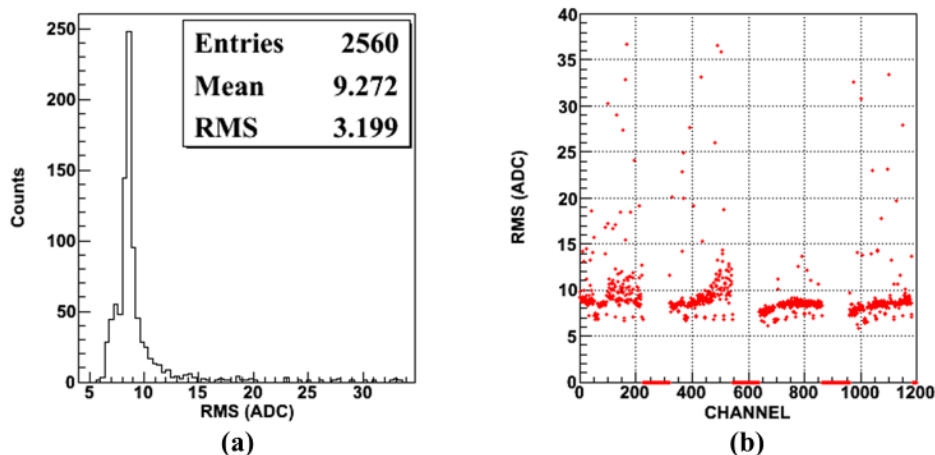 250
200
150
100
50
0
Counts
5 10 15 20 25 30
RMS (ADC)
Entries 2560
Mean 9.272
RMS 3.199
(a)
40
35
30
25
20
15
10
5
0
RMS (ADC)
0 200 400 600 800 1000 1200
CHANNEL
(b)